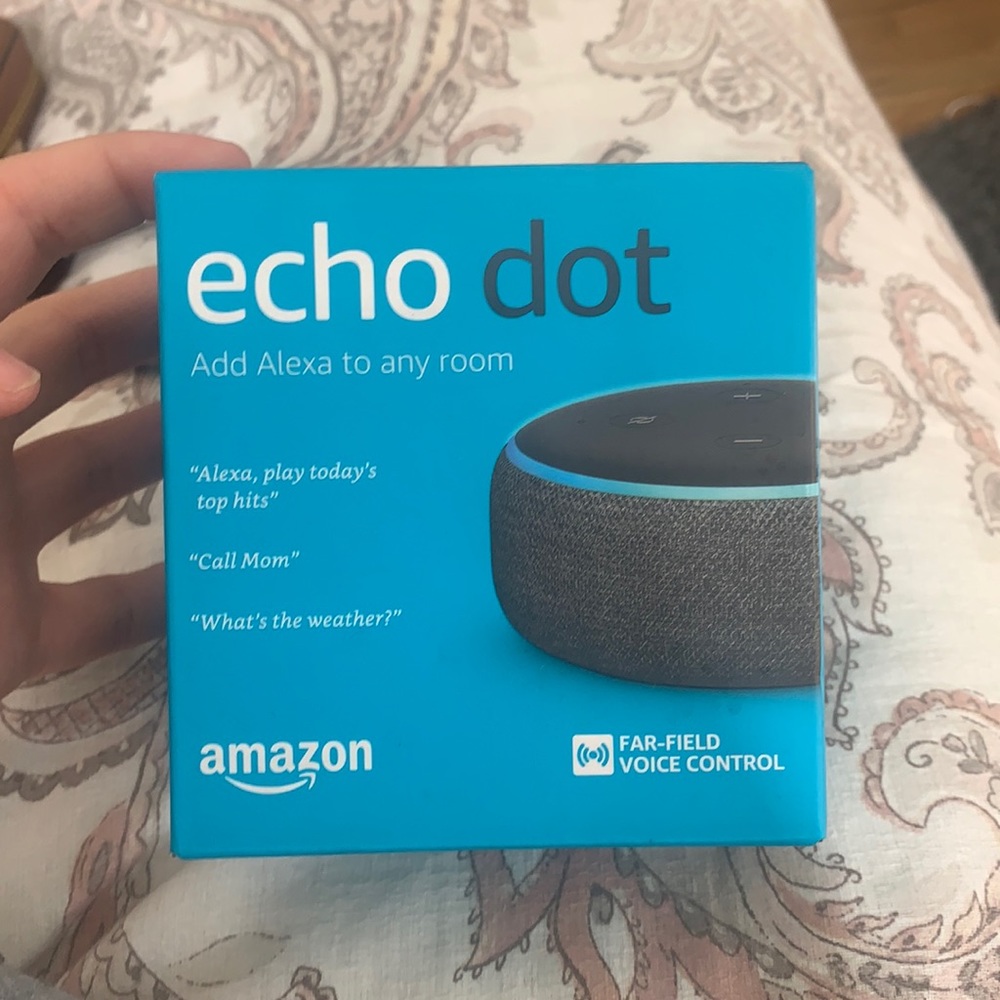 echo dot
Add Alexa to any room
“Alexa, play today's
top hits”
“Call Mom”
“What's the weather?”
amazon
FAR-FIELD
VOICE CONTROL